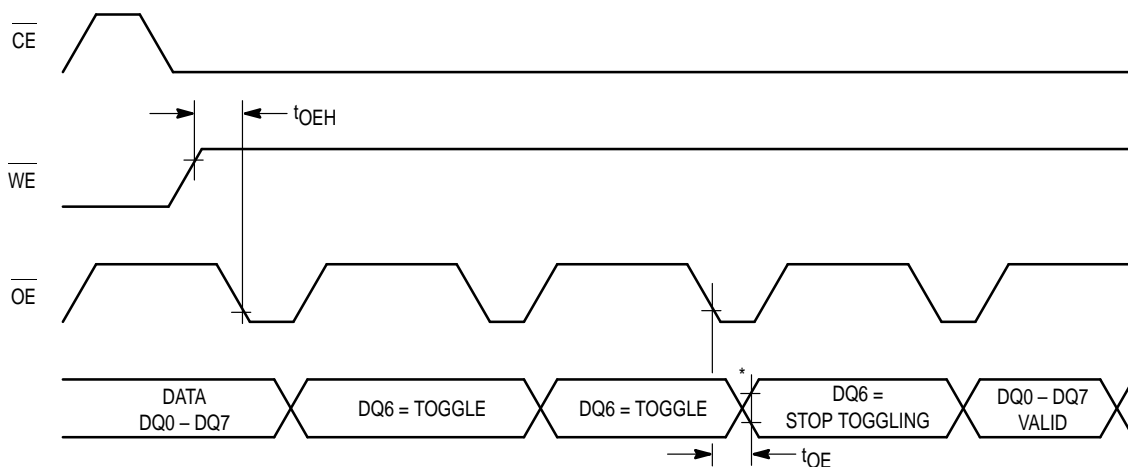 CE
tOEH
WE
OE
*
DATA
DQ0 – DQ7
DQ6 = TOGGLE
DQ6 = TOGGLE
DQ6 =
STOP TOGGLING
DQ0 – DQ7
VALID
tOE